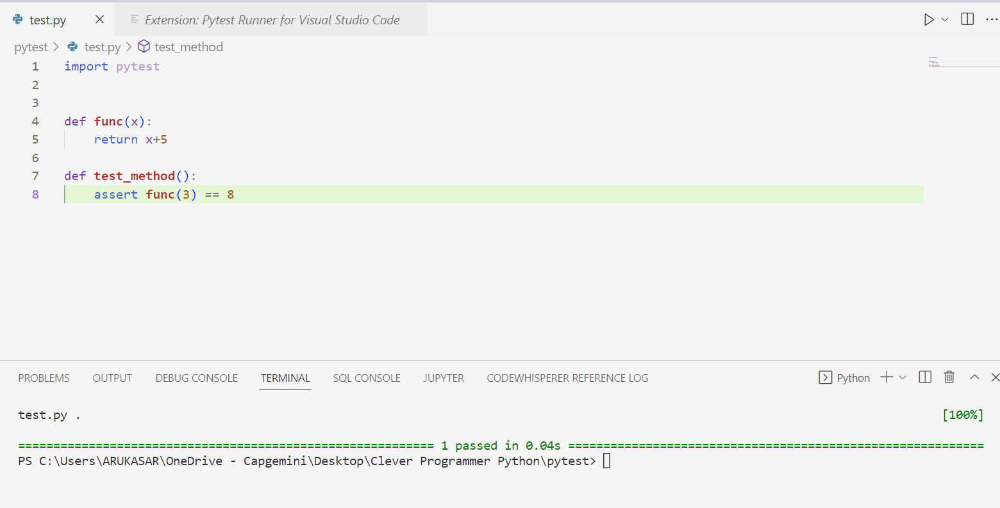 test.py
Extension: Pytest Runner for Visual Studio Code
pytest > test.py > test_method
1 import pytest
2
3
4 def func(x):
5     return x+5
6
7 def test_method():
8     assert func(3) == 8
PROBLEMS OUTPUT DEBUG CONSOLE TERMINAL SQL CONSOLE JUPYTER CODEWHISPERER REFERENCE LOG Python
test.py . [100%]
=========================================================== 1 passed in 0.04s ===========================================================
PS C:\Users\ARUKASAR\OneDrive - Capgemini\Desktop\Clever Programmer Python\pytest>